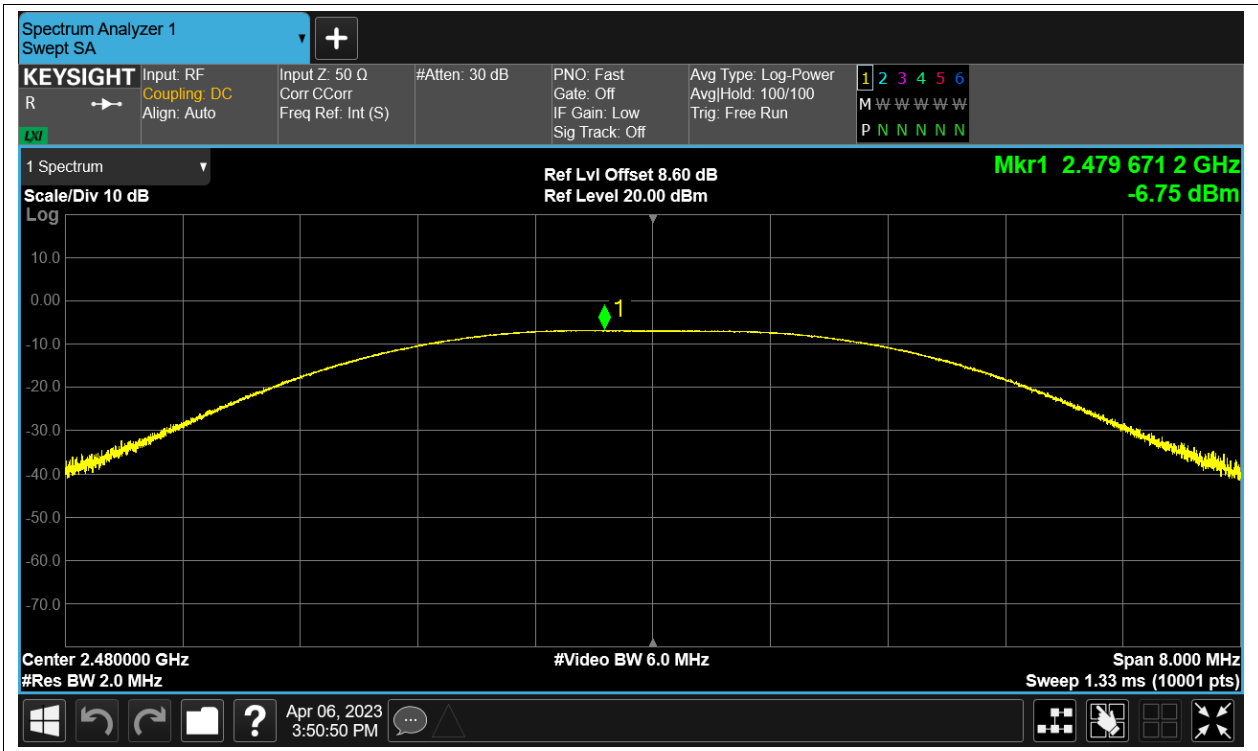 Spectrum Analyzer 1
Swept SA
KEYSIGHT
R
LXI
Input: RF
Coupling: DC
Align: Auto
Input Z: 50 Ω
Corr CCorr
Freq Ref: Int (S)
#Atten: 30 dB
PNO: Fast
Gate: Off
IF Gain: Low
Sig Track: Off
Avg Type: Log-Power
Avg|Hold: 100/100
Trig: Free Run
1 2 3 4 5 6
M W W W W W
P N N N N N
1 Spectrum
Scale/Div 10 dB
Log
Ref Lvl Offset 8.60 dB
Ref Level 20.00 dBm
Mkr1 2.479 671 2 GHz
-6.75 dBm
10.0
0.00
1
-10.0
-20.0
-30.0
-40.0
-50.0
-60.0
-70.0
Center 2.480000 GHz
#Res BW 2.0 MHz
#Video BW 6.0 MHz
Span 8.000 MHz
Sweep 1.33 ms (10001 pts)
?
Apr 06, 2023
3:50:50 PM